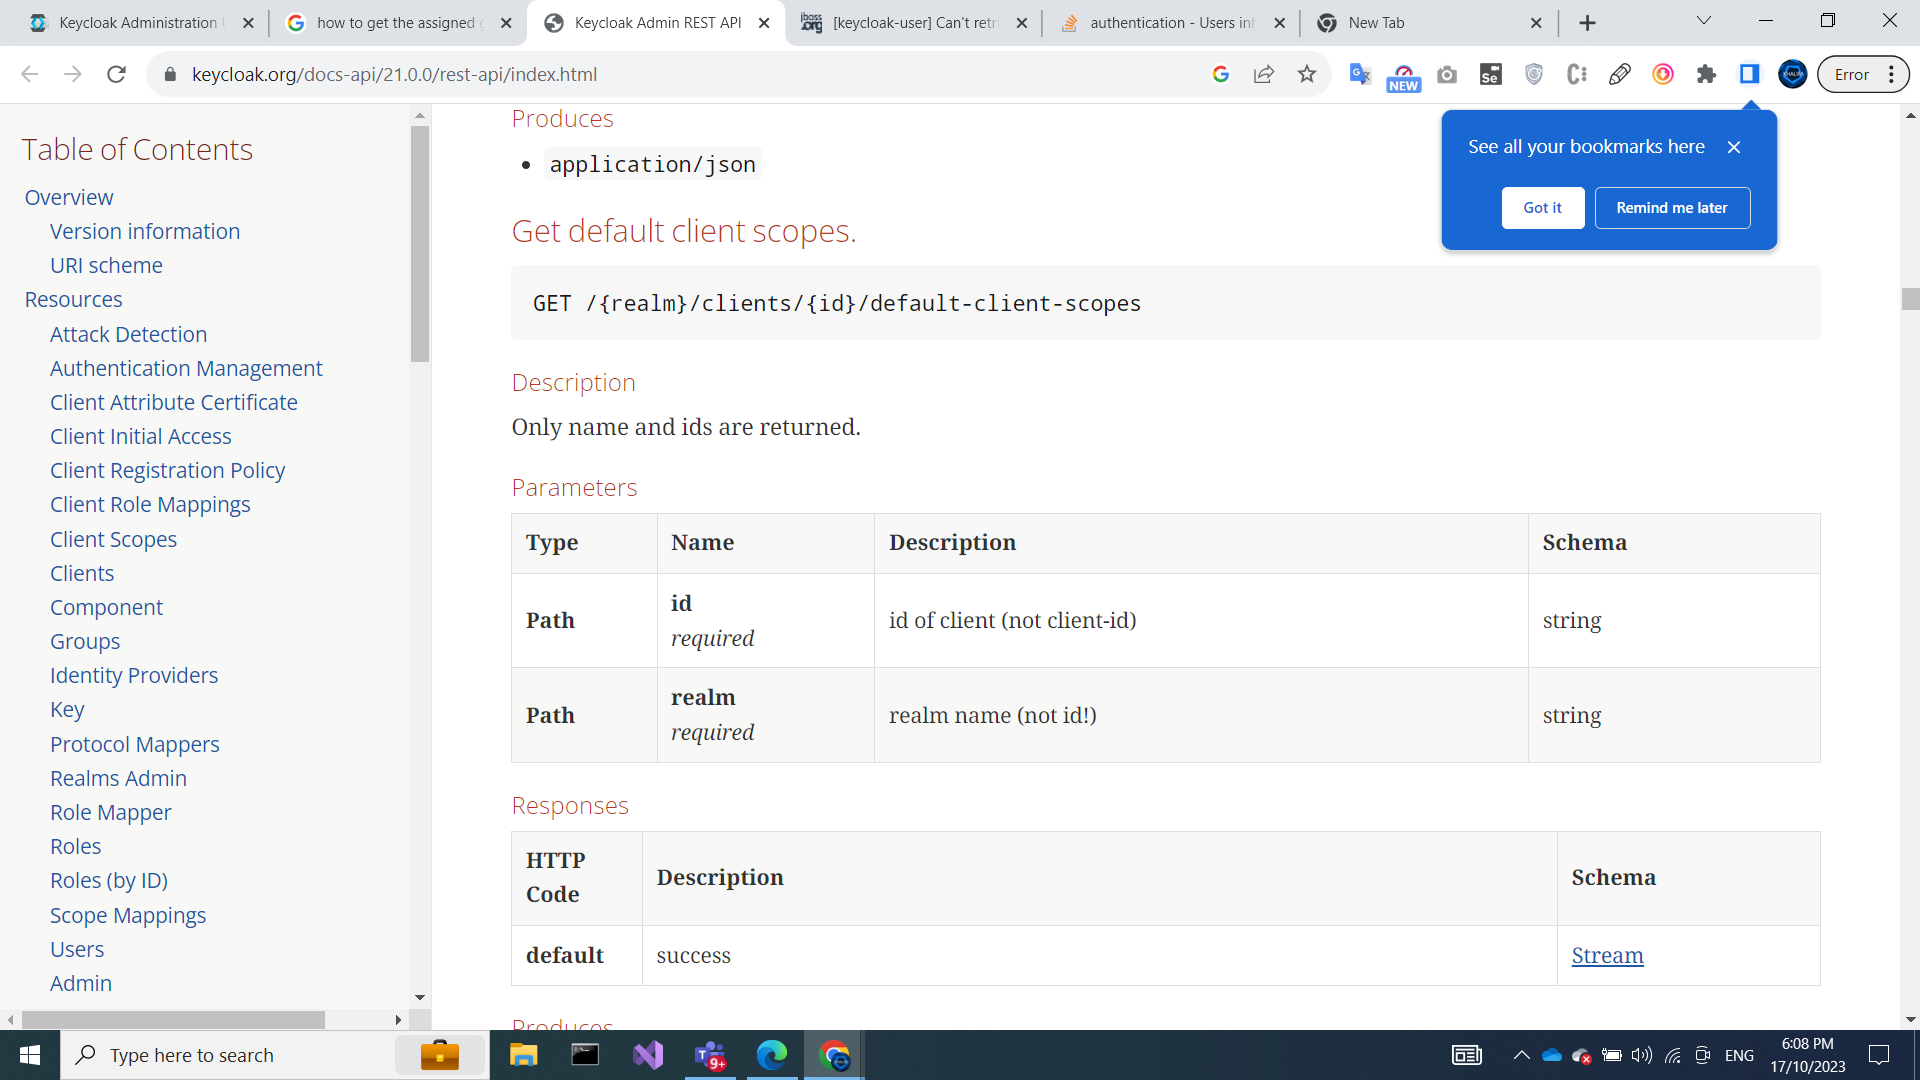 Keycloak Administration
how to get the assigned
Keycloak Admin REST API
[keycloak-user] Can't retr
authentication - Users inh
New Tab
keycloak.org/docs-api/21.0.0/rest-api/index.html
NEW
Se
Error
See all your bookmarks here
Got it
Remind me later
Table of Contents
Overview
Version information
URI scheme
Resources
Attack Detection
Authentication Management
Client Attribute Certificate
Client Initial Access
Client Registration Policy
Client Role Mappings
Client Scopes
Clients
Component
Groups
Identity Providers
Key
Protocol Mappers
Realms Admin
Role Mapper
Roles
Roles (by ID)
Scope Mappings
Users
Admin
Produces
• application/json
Get default client scopes.
GET /{realm}/clients/{id}/default-client-scopes
Description
Only name and ids are returned.
Parameters
Type Name Description Schema
Path id required id of client (not client-id) string
Path realm required realm name (not id!) string
Responses
HTTP Code Description Schema
default success Stream
Produces
Type here to search
9+
ENG
6:08 PM
17/10/2023